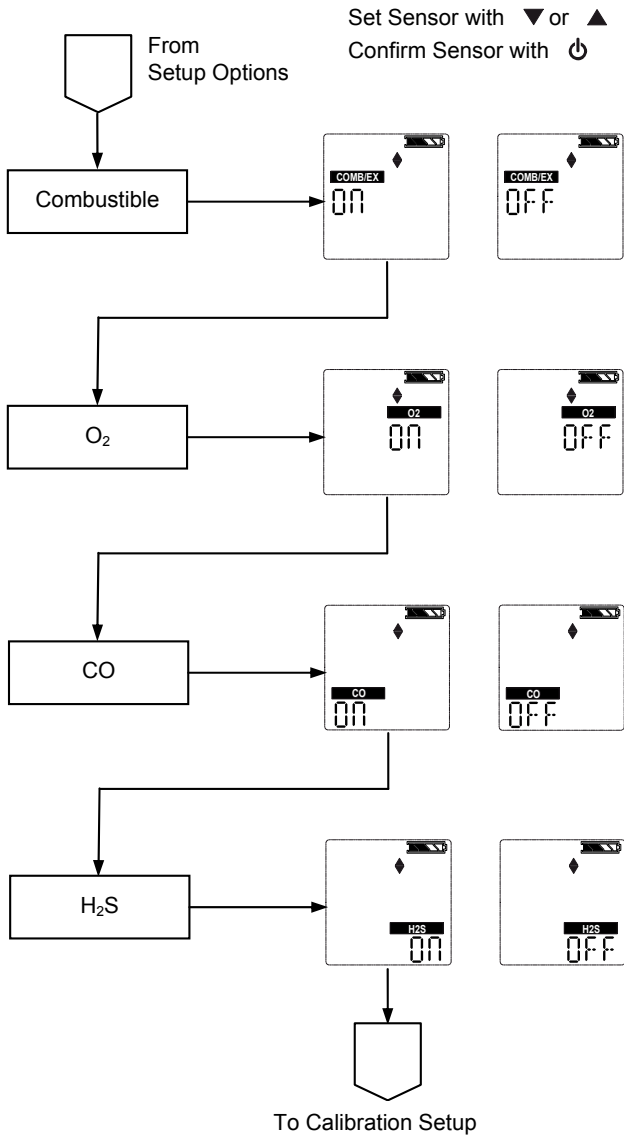 Set Sensor with ▼ or ▲
Confirm Sensor with ⏻
From
Setup Options
Combustible
COMB/EX
ON
COMB/EX
OFF
O₂
O2
ON
O2
OFF
CO
CO
ON
CO
OFF
H₂S
H2S
ON
H2S
OFF
To Calibration Setup